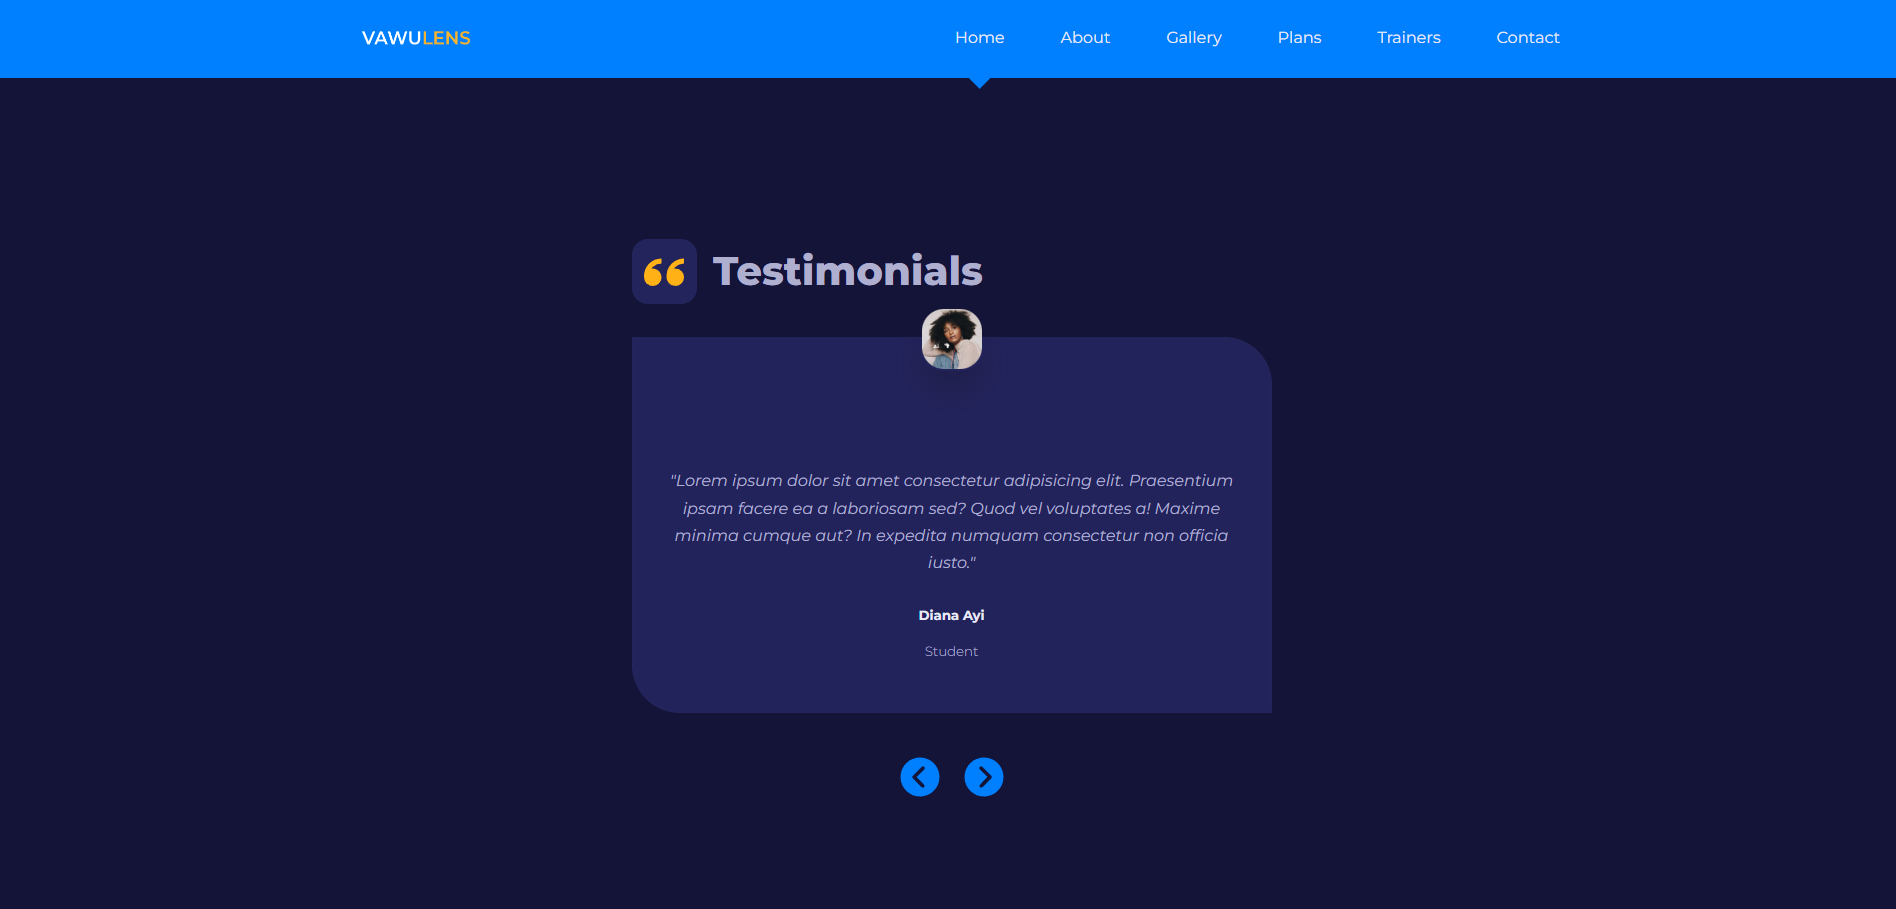 VAWULENS
Home About Gallery Plans Trainers Contact
“ Testimonials
"Lorem ipsum dolor sit amet consectetur adipisicing elit. Praesentium
ipsam facere ea a laboriosam sed? Quod vel voluptates a! Maxime
minima cumque aut? In expedita numquam consectetur non officia
iusto."
Diana Ayi
Student